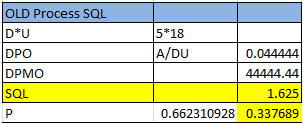 OLD Process SQL
D*U 5*18
DPO A/DU 0.044444
DPMO 44444.44
SQL 1.625
P 0.662310928 0.337689